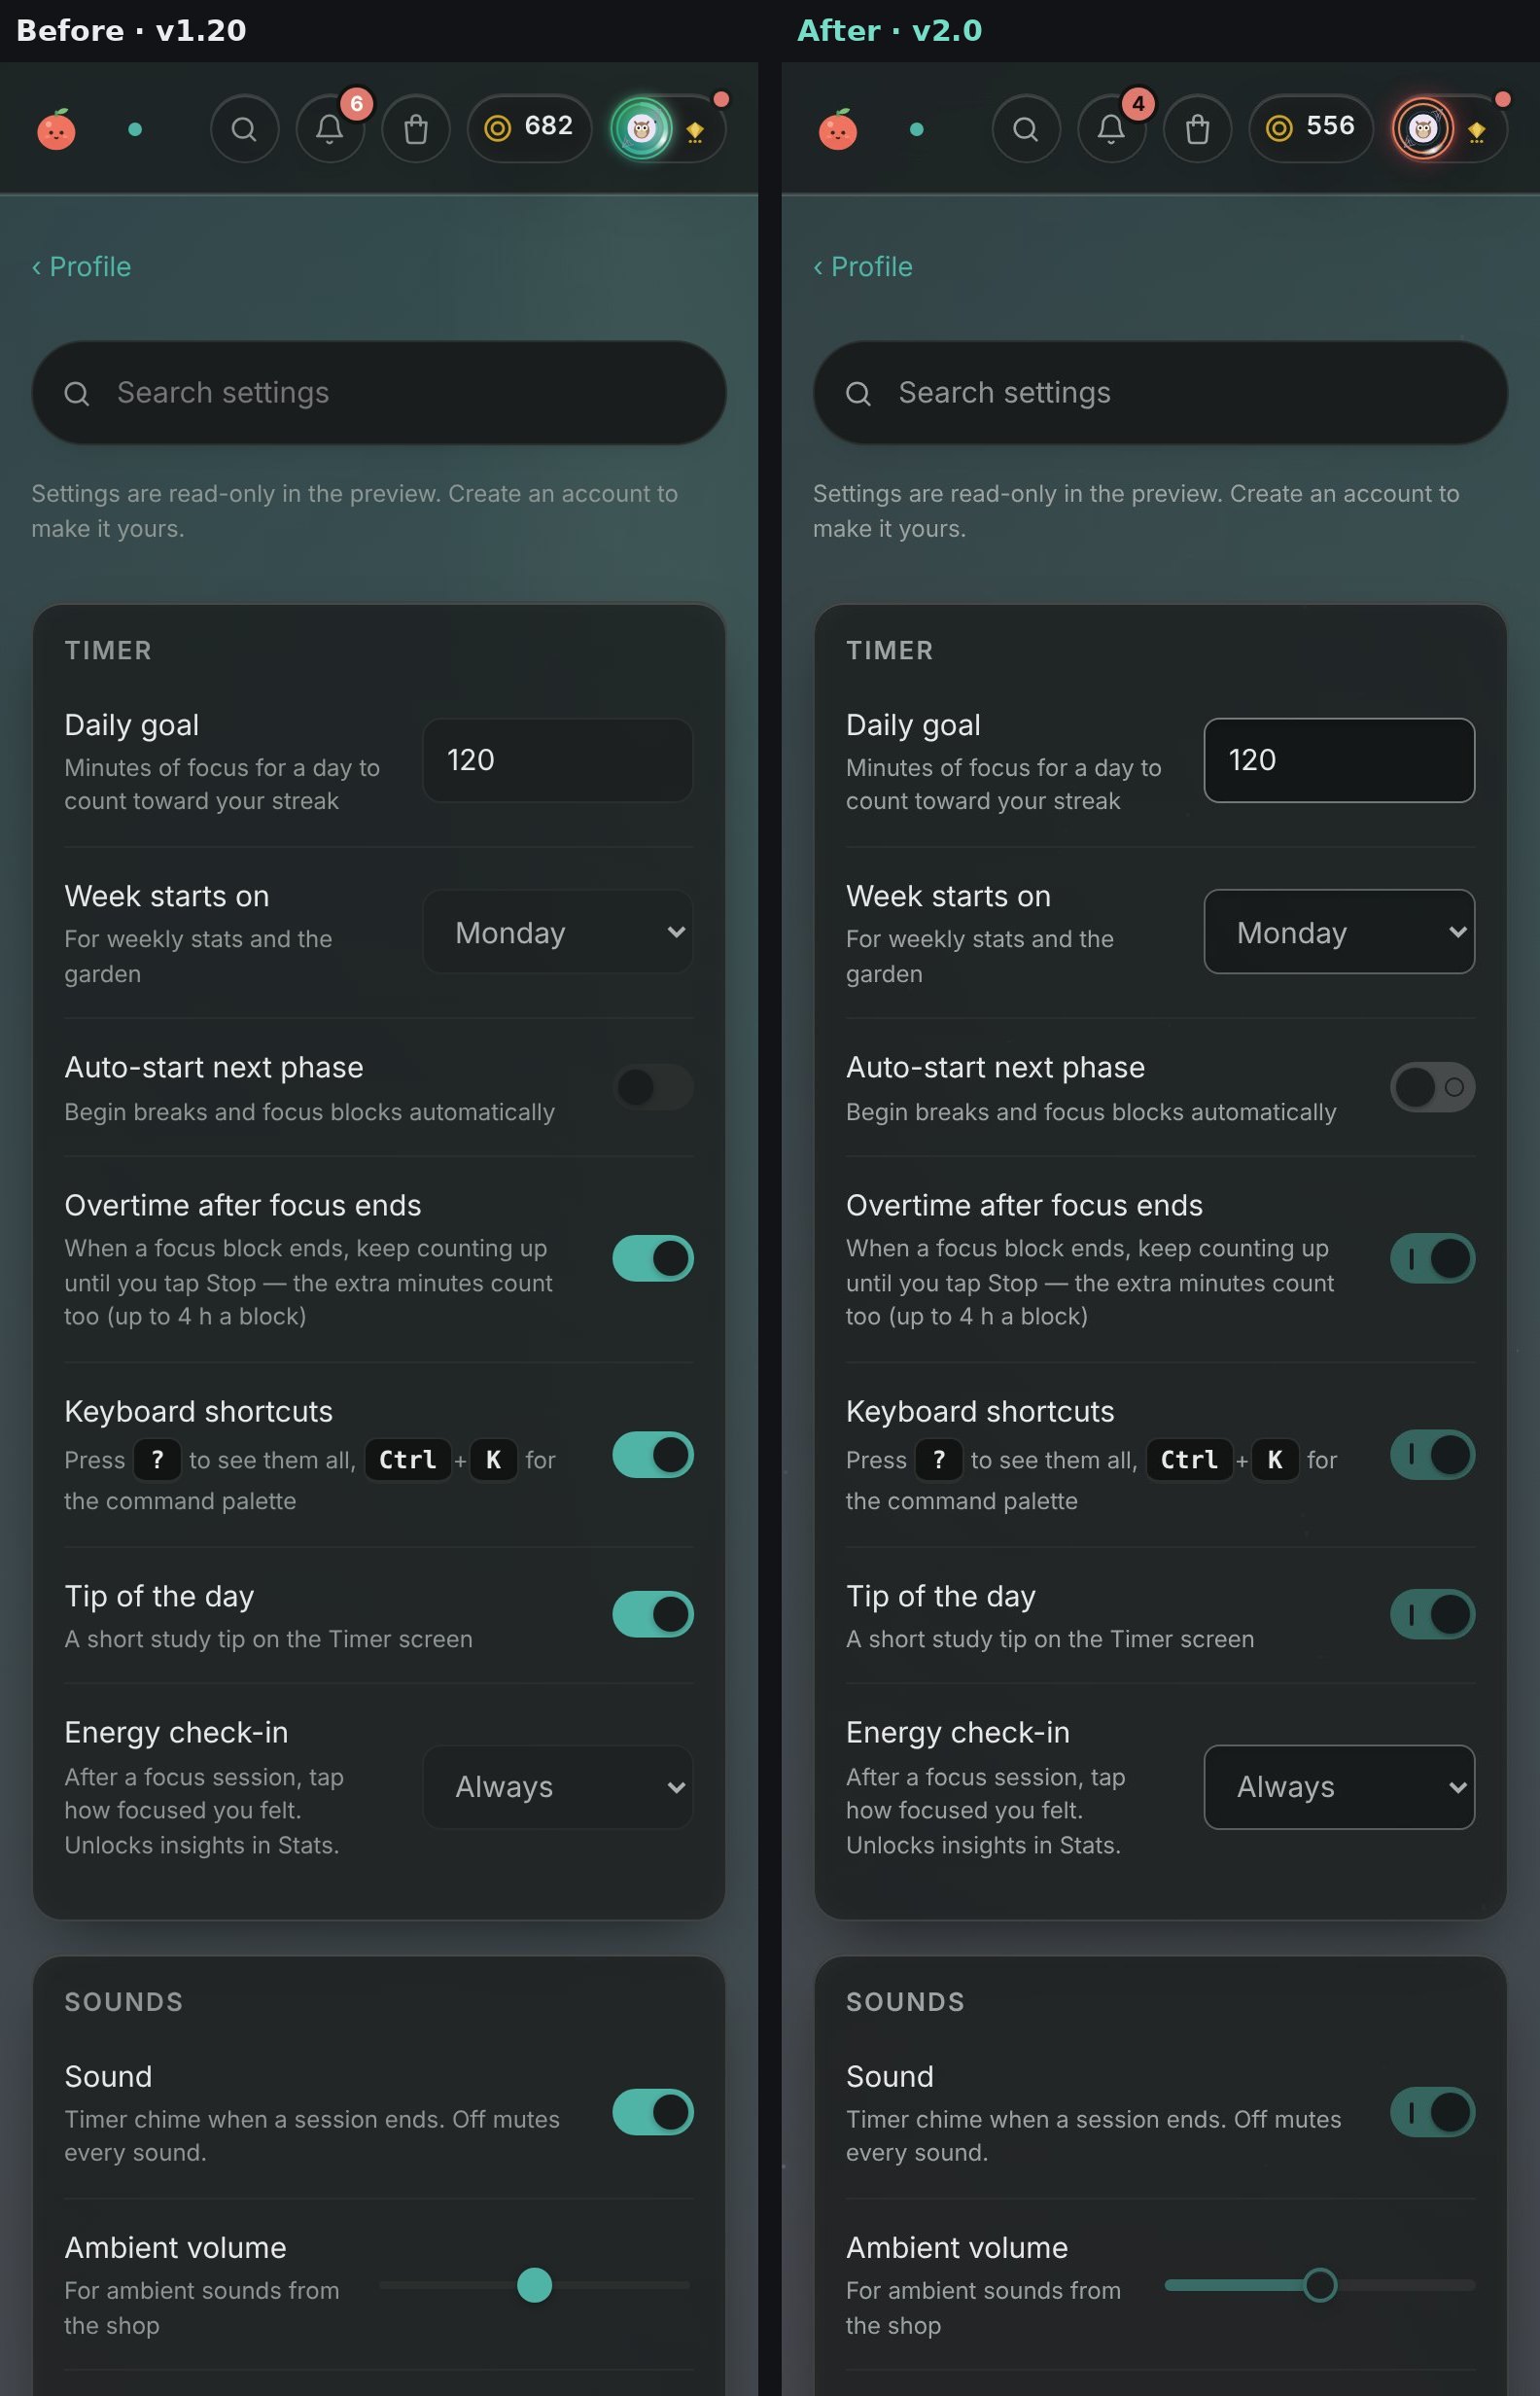 Before · v1.20
6
682
‹ Profile
Search settings
Settings are read-only in the preview. Create an account to
make it yours.
TIMER
Daily goal
Minutes of focus for a day to
count toward your streak
120
Week starts on
For weekly stats and the
garden
Monday
Auto-start next phase
Begin breaks and focus blocks automatically
Overtime after focus ends
When a focus block ends, keep counting up
until you tap Stop — the extra minutes count
too (up to 4 h a block)
Keyboard shortcuts
Press ? to see them all, Ctrl + K for
the command palette
Tip of the day
A short study tip on the Timer screen
Energy check-in
After a focus session, tap
how focused you felt.
Unlocks insights in Stats.
Always
SOUNDS
Sound
Timer chime when a session ends. Off mutes
every sound.
Ambient volume
For ambient sounds from
the shop
After · v2.0
4
556
‹ Profile
Search settings
Settings are read-only in the preview. Create an account to
make it yours.
TIMER
Daily goal
Minutes of focus for a day to
count toward your streak
120
Week starts on
For weekly stats and the
garden
Monday
Auto-start next phase
Begin breaks and focus blocks automatically
Overtime after focus ends
When a focus block ends, keep counting up
until you tap Stop — the extra minutes count
too (up to 4 h a block)
Keyboard shortcuts
Press ? to see them all, Ctrl + K for
the command palette
Tip of the day
A short study tip on the Timer screen
Energy check-in
After a focus session, tap
how focused you felt.
Unlocks insights in Stats.
Always
SOUNDS
Sound
Timer chime when a session ends. Off mutes
every sound.
Ambient volume
For ambient sounds from
the shop